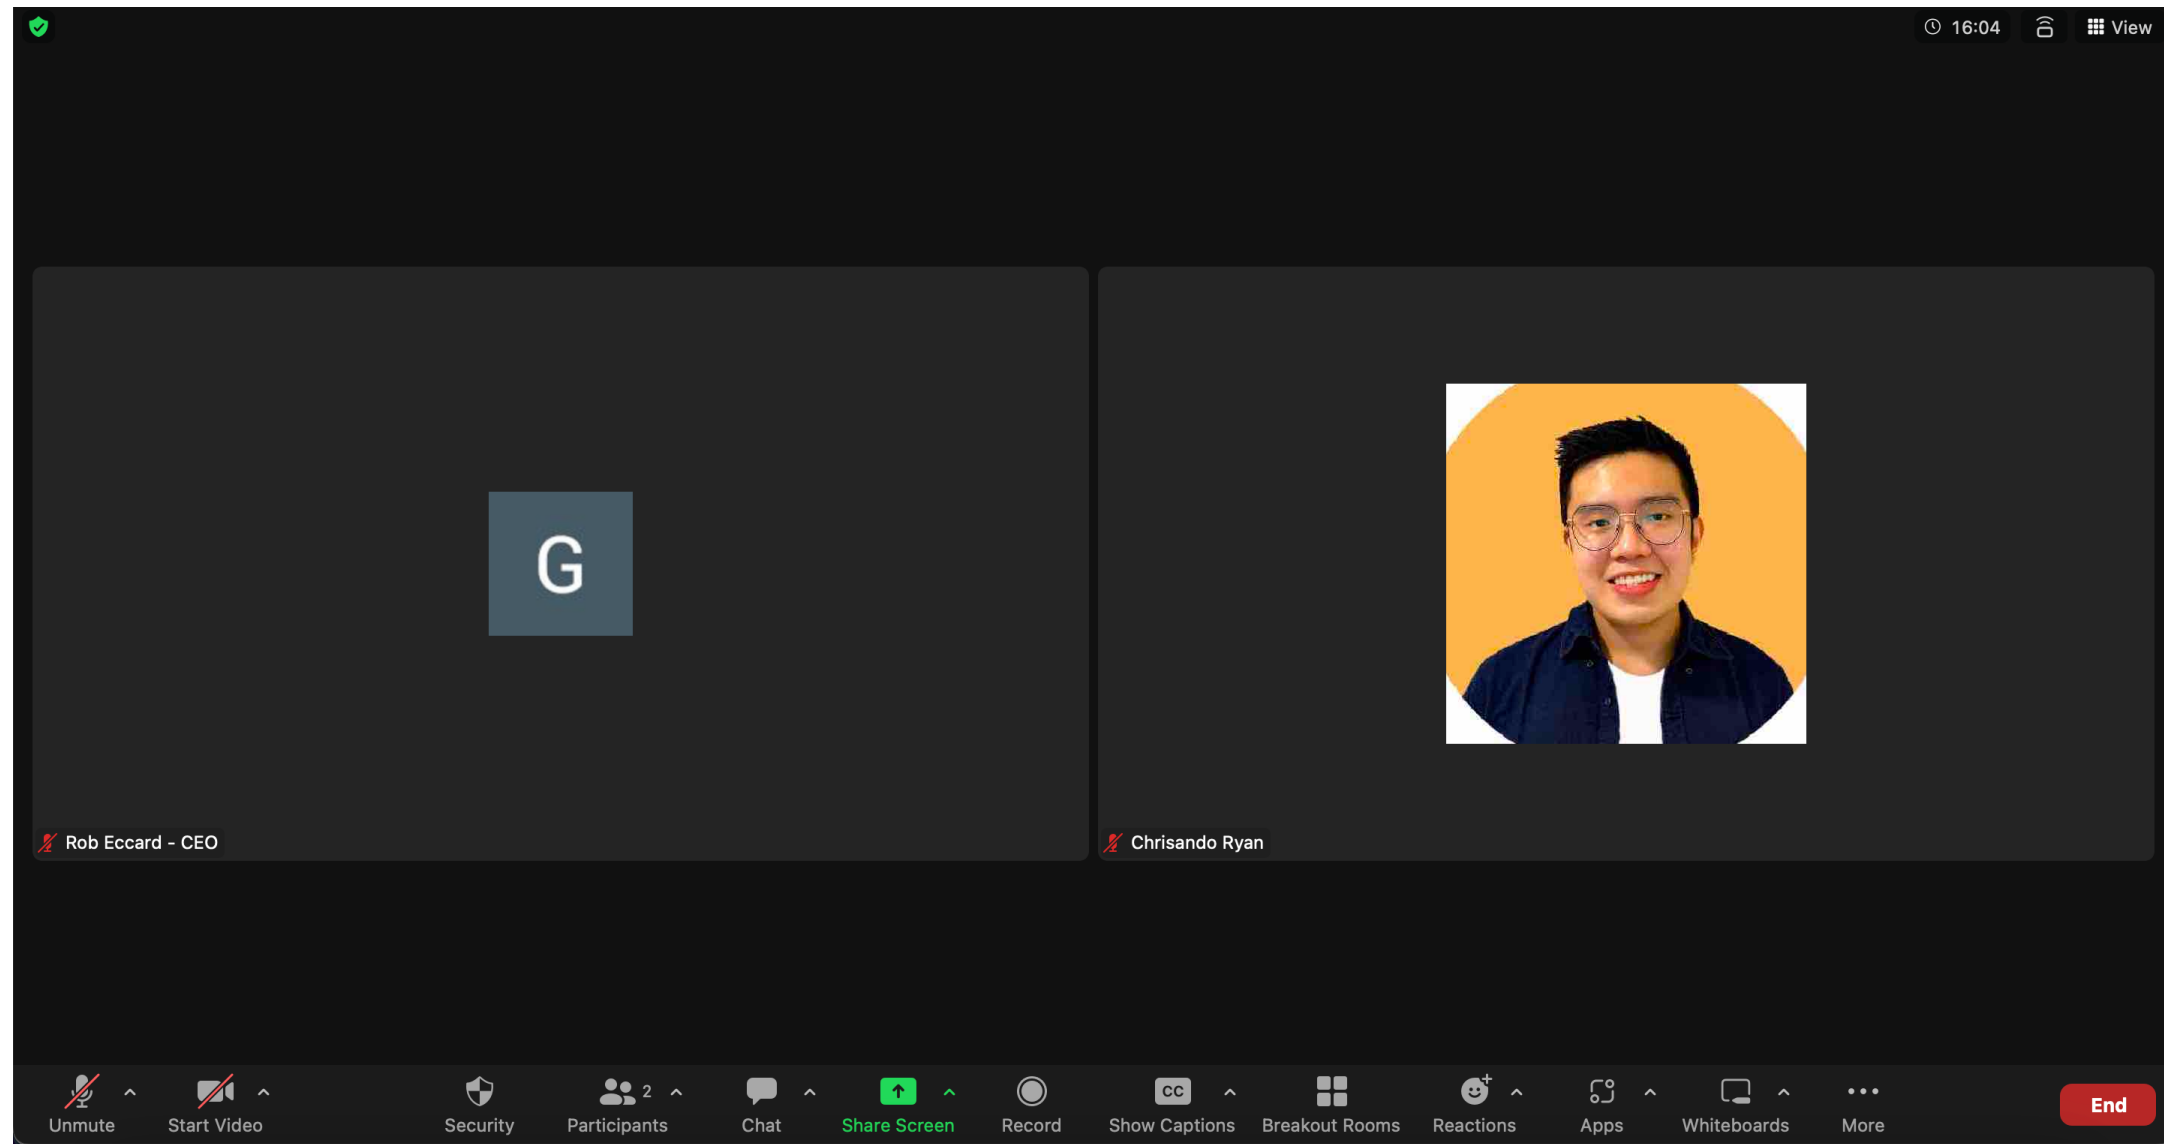 16:04 View
G
Rob Eccard - CEO
Chrisando Ryan
2
CC
Unmute Start Video Security Participants Chat Share Screen Record Show Captions Breakout Rooms Reactions Apps Whiteboards More
End